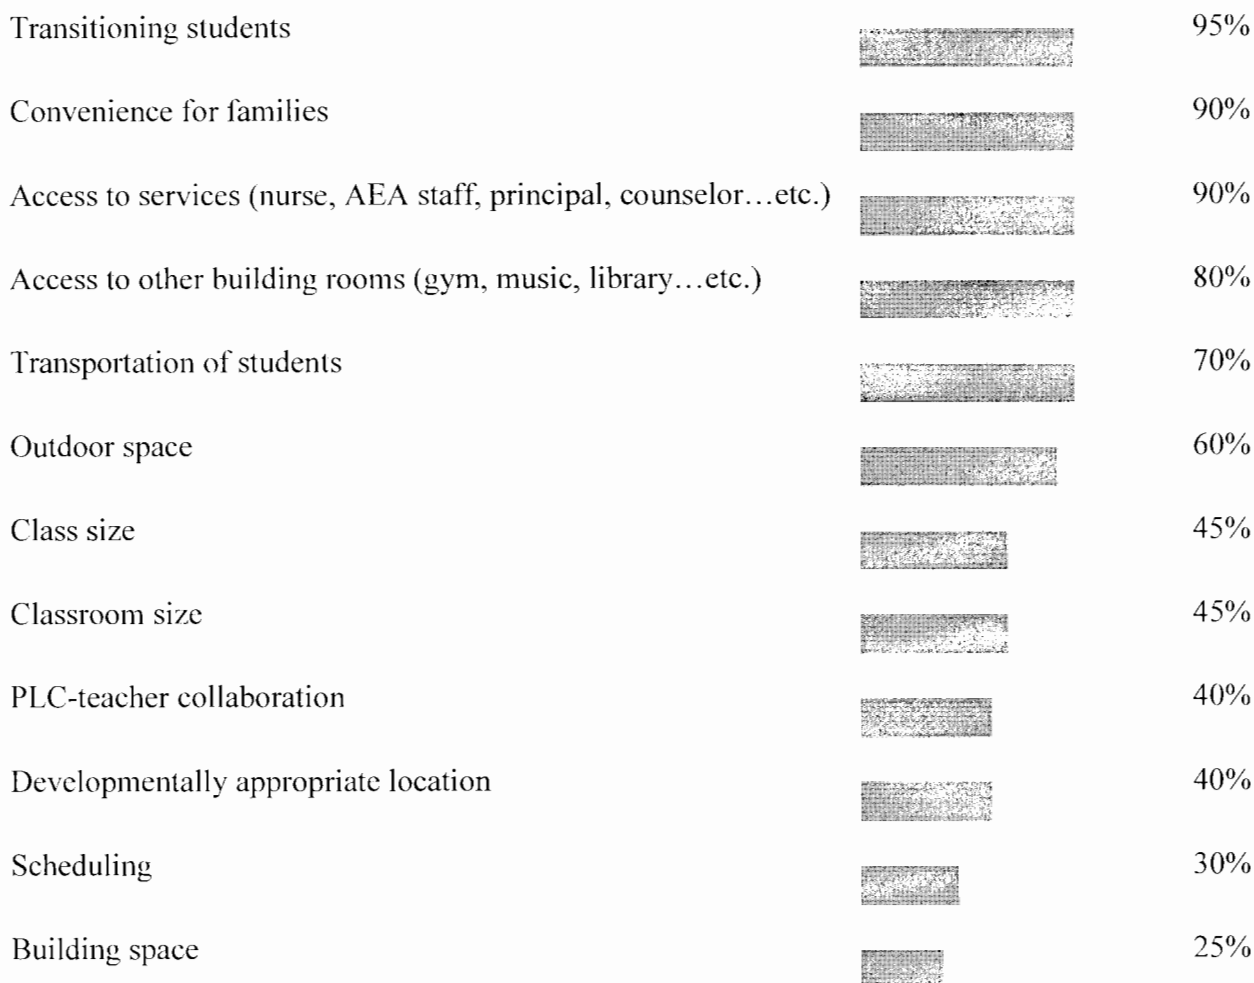 Transitioning students 95%
Convenience for families 90%
Access to services (nurse, AEA staff, principal, counselor…etc.) 90%
Access to other building rooms (gym, music, library…etc.) 80%
Transportation of students 70%
Outdoor space 60%
Class size 45%
Classroom size 45%
PLC-teacher collaboration 40%
Developmentally appropriate location 40%
Scheduling 30%
Building space 25%